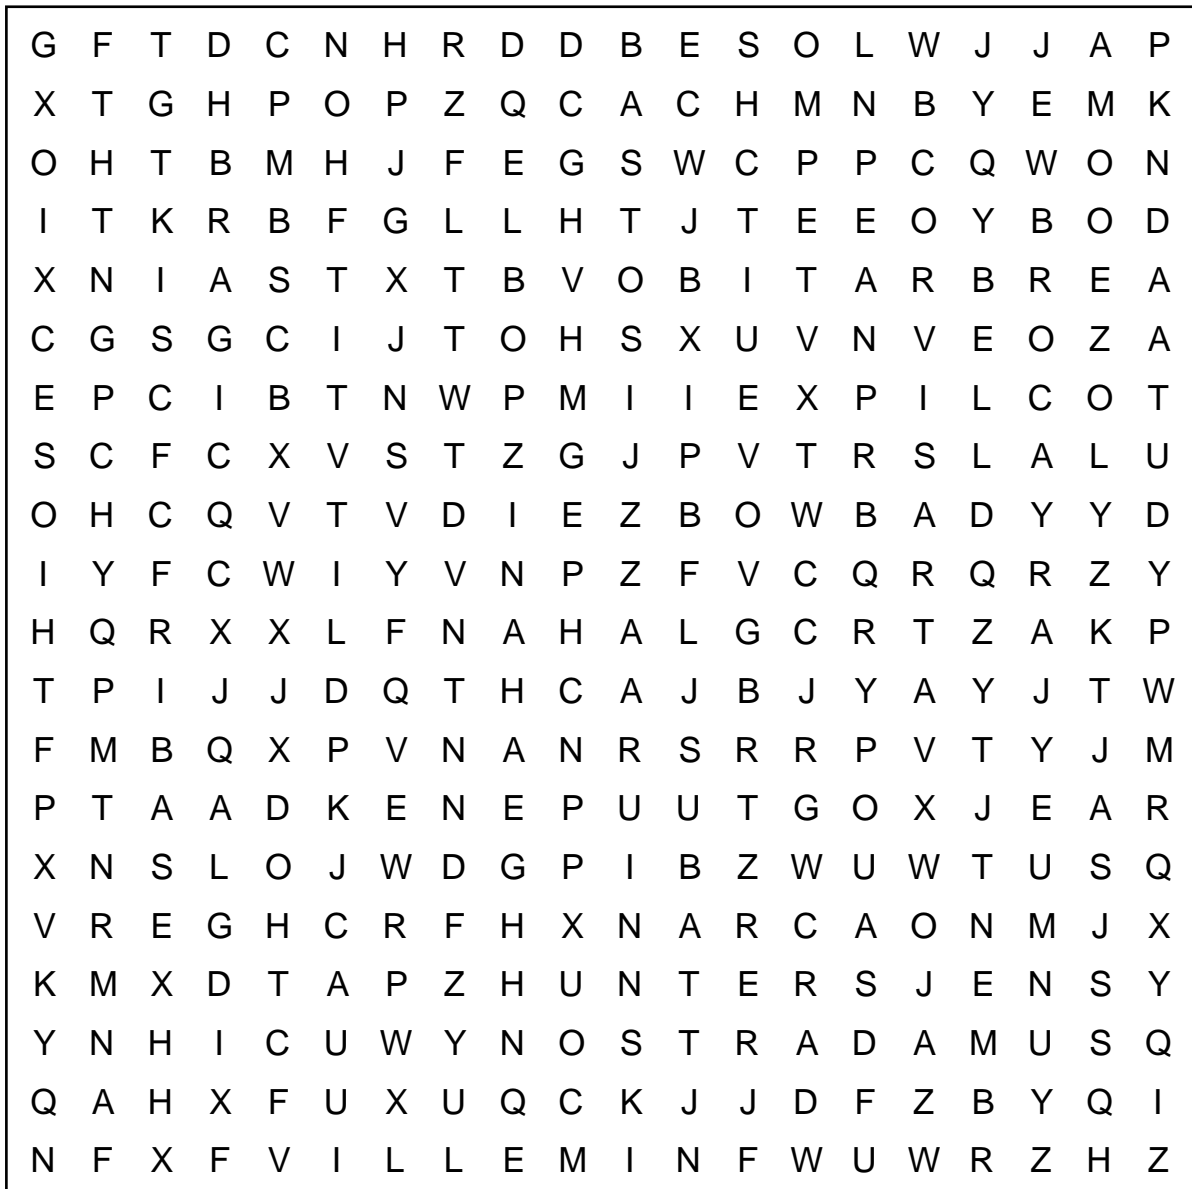 G F T D C N H R D D B E S O L W J J A P
X T G H P O P Z Q C A C H M N B Y E M K
O H T B M H J F E G S W C P P C Q W O N
I T K R B F G L L H T J T E E O Y B O D
X N I A S T X T B V O B I T A R B R E A
C G S G C I J T O H S X U V N V E O Z A
E P C I B T N W P M I I E X P I L C O T
S C F C X V S T Z G J P V T R S L A L U
O H C Q V T V D I E Z B O W B A D Y Y D
I Y F C W I Y V N P Z F V C Q R Q R Z Y
H Q R X X L F N A H A L G C R T Z A K P
T P I J J D Q T H C A J B J Y A Y J T W
F M B Q X P V N A N R S R R P V T Y J M
P T A A D K E N E P U U T G O X J E A R
X N S L O J W D G P I B Z W U W T U S Q
V R E G H C R F H X N A R C A O N M J X
K M X D T A P Z H U N T E R S J E N S Y
Y N H I C U W Y N O S T R A D A M U S Q
Q A H X F U X U Q C K J J D F Z B Y Q I
N F X F V I L L E M I N F W U W R Z H Z